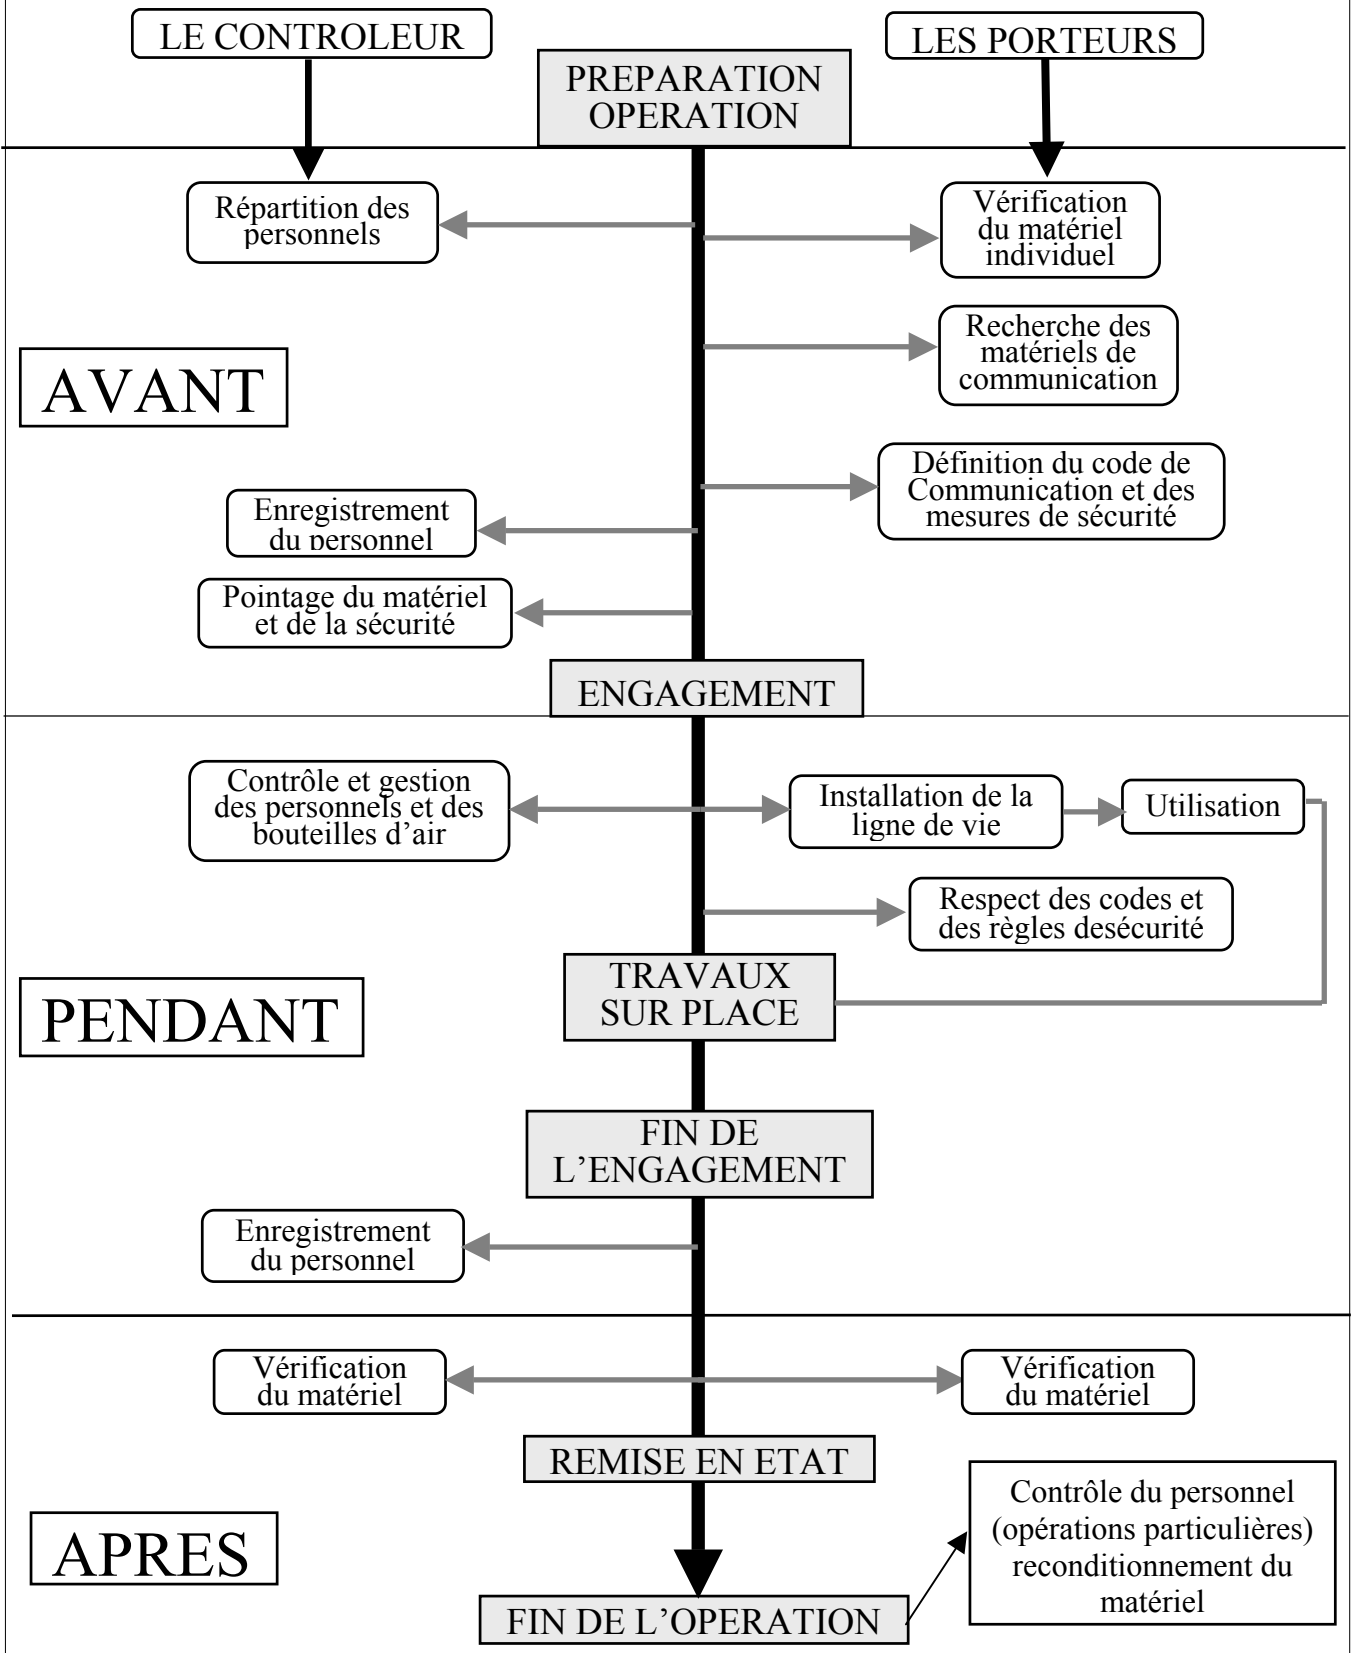 LE CONTROLEUR
LES PORTEURS
PREPARATION
OPERATION
Répartition des
personnels
Vérification
du matériel
individuel
Recherche des
matériels de
communication
AVANT
Définition du code de
Communication et des
mesures de sécurité
Enregistrement
du personnel
Pointage du matériel
et de la sécurité
ENGAGEMENT
Contrôle et gestion
des personnels et des
bouteilles d’air
Installation de la
ligne de vie
Utilisation
Respect des codes et
des règles desécurité
TRAVAUX
SUR PLACE
PENDANT
FIN DE
L’ENGAGEMENT
Enregistrement
du personnel
Vérification
du matériel
Vérification
du matériel
REMISE EN ETAT
Contrôle du personnel
(opérations particulières)
reconditionnement du
matériel
APRES
FIN DE L’OPERATION